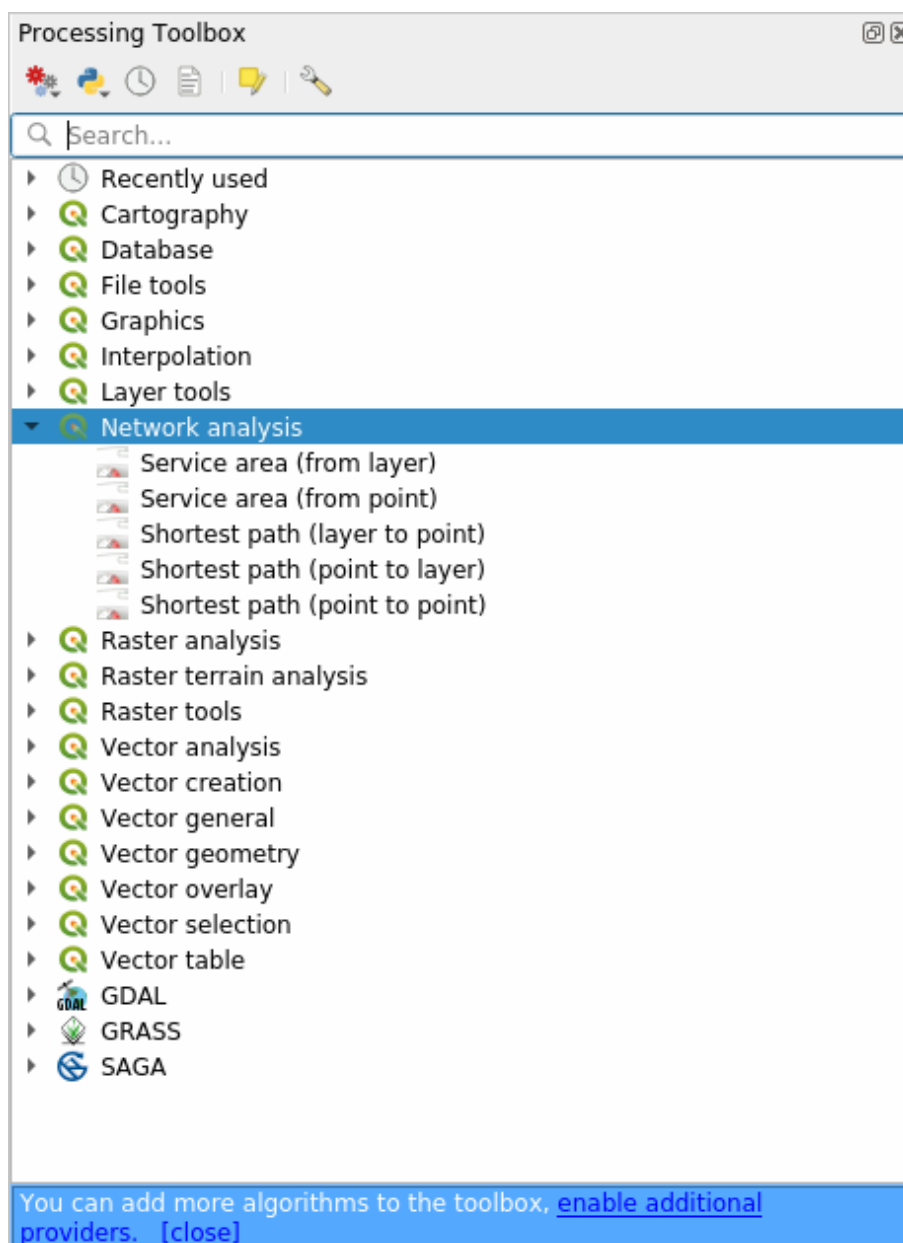 Processing Toolbox
Search...
Recently used
Cartography
Database
File tools
Graphics
Interpolation
Layer tools
Network analysis
Service area (from layer)
Service area (from point)
Shortest path (layer to point)
Shortest path (point to layer)
Shortest path (point to point)
Raster analysis
Raster terrain analysis
Raster tools
Vector analysis
Vector creation
Vector general
Vector geometry
Vector overlay
Vector selection
Vector table
GDAL GDAL
GRASS
SAGA
You can add more algorithms to the toolbox, enable additional
providers. [close]